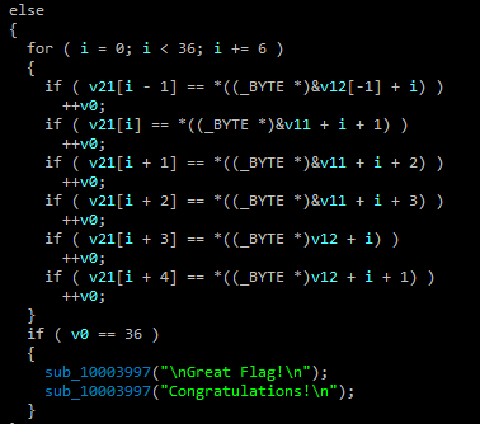 else
{
for ( i = 0; i < 36; i += 6 )
{
if ( v21[i - 1] == *((_BYTE *)&v12[-1] + i) )
++v0;
if ( v21[i] == *((_BYTE *)&v11 + i + 1) )
++v0;
if ( v21[i + 1] == *((_BYTE *)&v11 + i + 2) )
++v0;
if ( v21[i + 2] == *((_BYTE *)&v11 + i + 3) )
++v0;
if ( v21[i + 3] == *((_BYTE *)v12 + i) )
++v0;
if ( v21[i + 4] == *((_BYTE *)v12 + i + 1) )
++v0;
}
if ( v0 == 36 )
{
sub_10003997("\nGreat Flag!\n");
sub_10003997("Congratulations!\n");
}